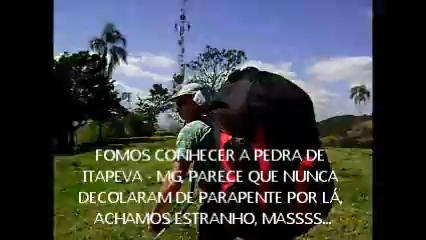 FOMOS CONHECER A PEDRA DE
ITAPEVA - MG, PARECE QUE NUNCA
DECOLARAM DE PARAPENTE POR LÁ,
ACHAMOS ESTRANHO, MASSSS...